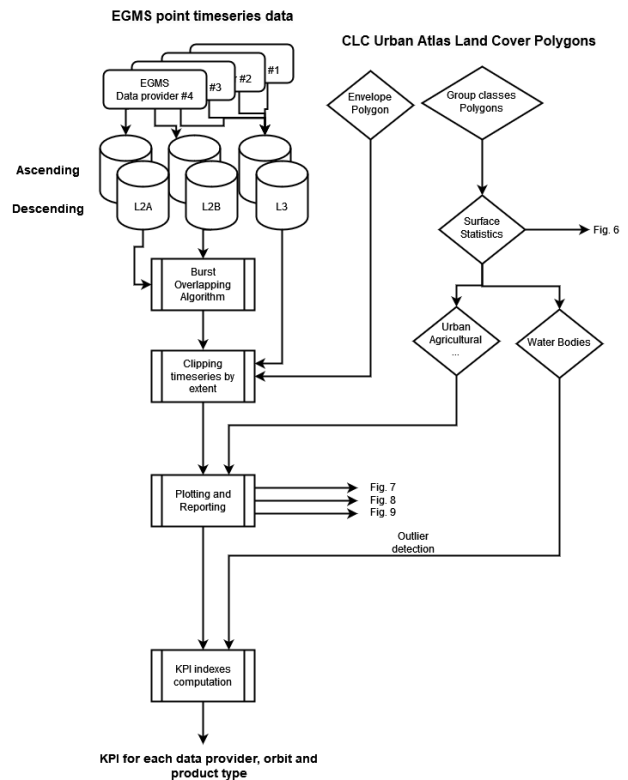 EGMS point timeseries data
CLC Urban Atlas Land Cover Polygons
#1
#2
#3
EGMS
Data provider #4
Envelope
Polygon
Group classes
Polygons
Ascending
Descending
L2A
L2B
L3
Surface
Statistics
Fig. 6
Burst
Overlapping
Algorithm
Urban
Agricultural
...
Water Bodies
Clipping
timeseries by
extent
Plotting and
Reporting
Fig. 7
Fig. 8
Fig. 9
Outlier
detection
KPI indexes
computation
KPI for each data provider, orbit and
product type